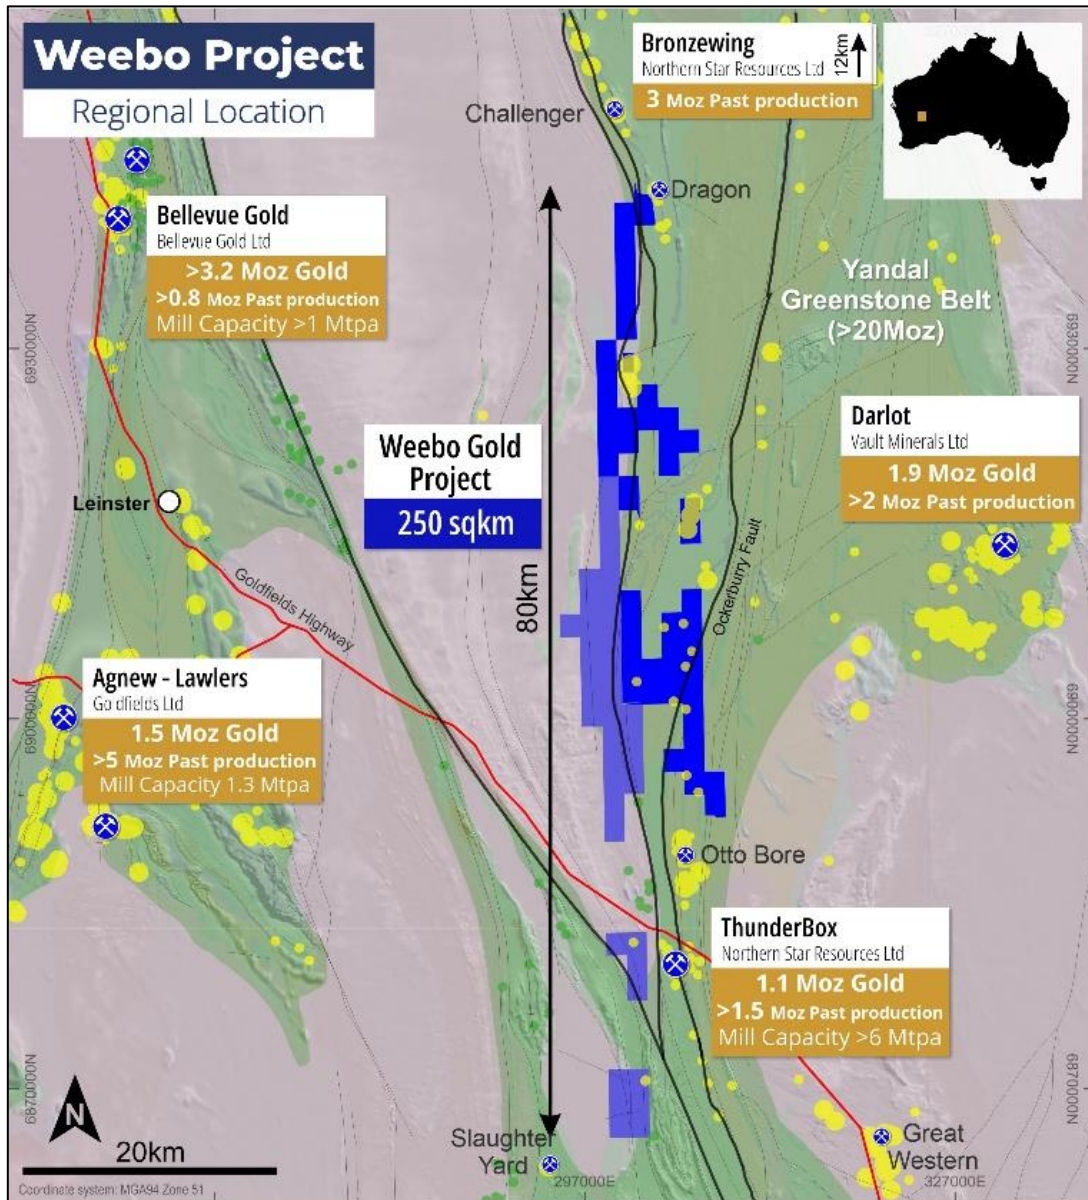 Weebo Project
Regional Location
Bronzewing
Northern Star Resources Ltd
12km
3 Moz Past production
Challenger
Dragon
Bellevue Gold
Bellevue Gold Ltd
>3.2 Moz Gold
>0.8 Moz Past production
Mill Capacity >1 Mtpa
Yandal
Greenstone Belt
(>20Moz)
6930000N
6930000N
Weebo Gold
Project
250 sqkm
Darlot
Vault Minerals Ltd
1.9 Moz Gold
>2 Moz Past production
Leinster
Goldfields Highway
80km
Ockerburry Fault
Agnew - Lawlers
Go dfields Ltd
1.5 Moz Gold
>5 Moz Past production
Mill Capacity 1.3 Mtpa
6900000N
6900000N
Otto Bore
ThunderBox
Northern Star Resources Ltd
1.1 Moz Gold
>1.5 Moz Past production
Mill Capacity >6 Mtpa
6870000N
6870000N
N
20km
Slaughter
Yard
Great
Western
297000E
327000E
Coordinate system: MGA94 Zone 51